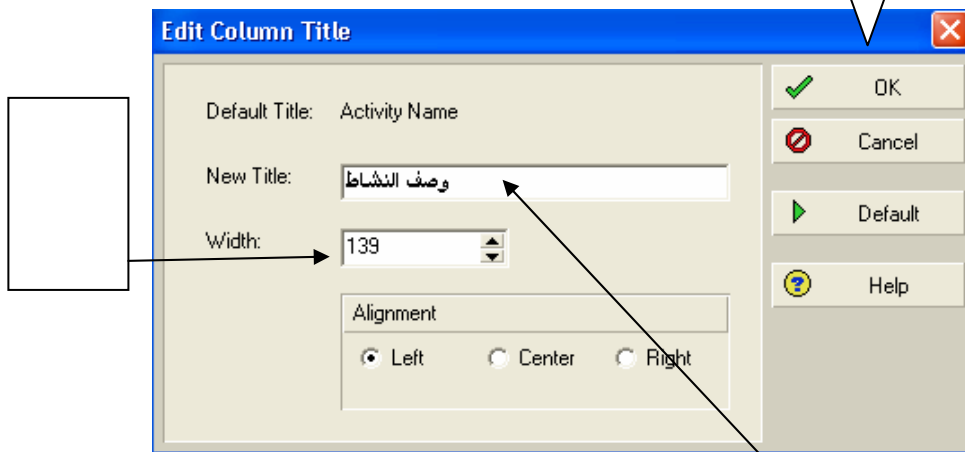 Edit Column Title
Default Title: Activity Name
New Title: وصف النشاط
Width: 139
Alignment
Left Center Right
OK
Cancel
Default
Help